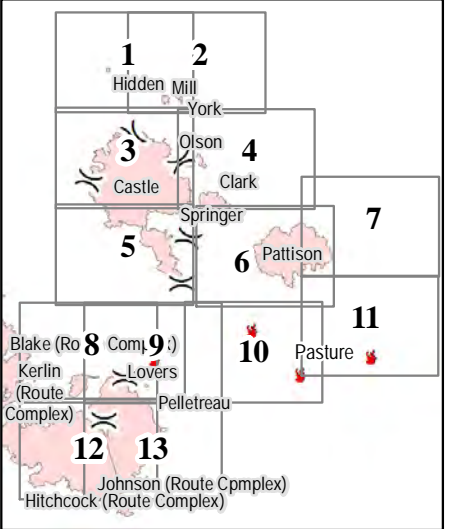 1 2
Hidden Mill
York
3 Olson 4
Castle Clark
Springer 7
5 6 Pattison
11
Blake (Ro 8 Comp 9 x) 10 Pasture
Kerlin Lovers
(Route
Complex) Pelletreau
12 13
Johnson (Route Cpmplex)
Hitchcock (Route Complex)